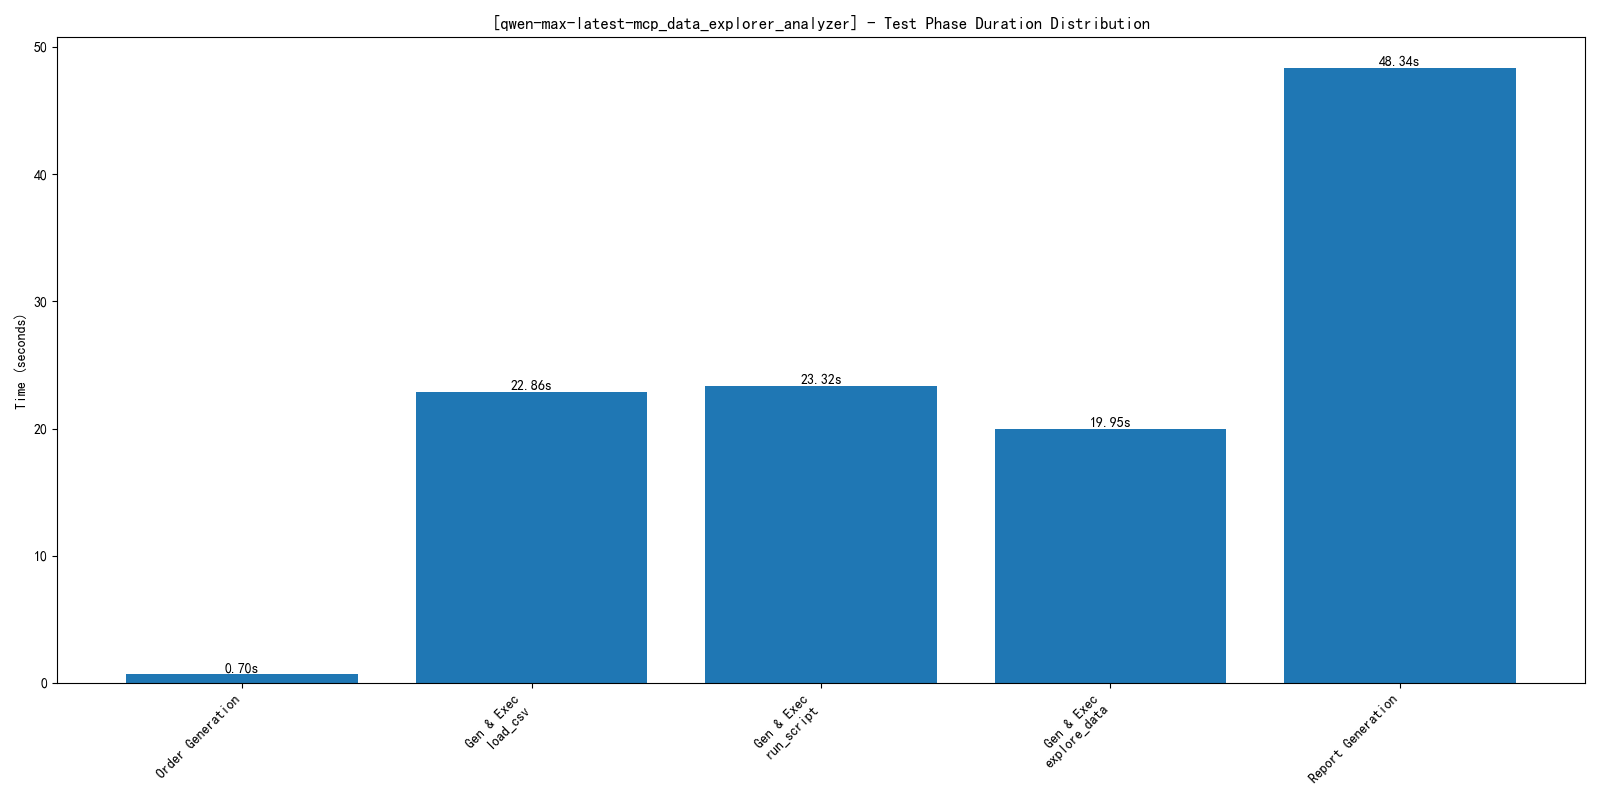 [qwen-max-latest-mcp_data_explorer_analyzer] - Test Phase Duration Distribution
Time (seconds)
50
40
30
20
10
0
0.70s
22.86s
23.32s
19.95s
48.34s
Order Generation
Gen & Exec
load_csv
Gen & Exec
run_script
Gen & Exec
explore_data
Report Generation